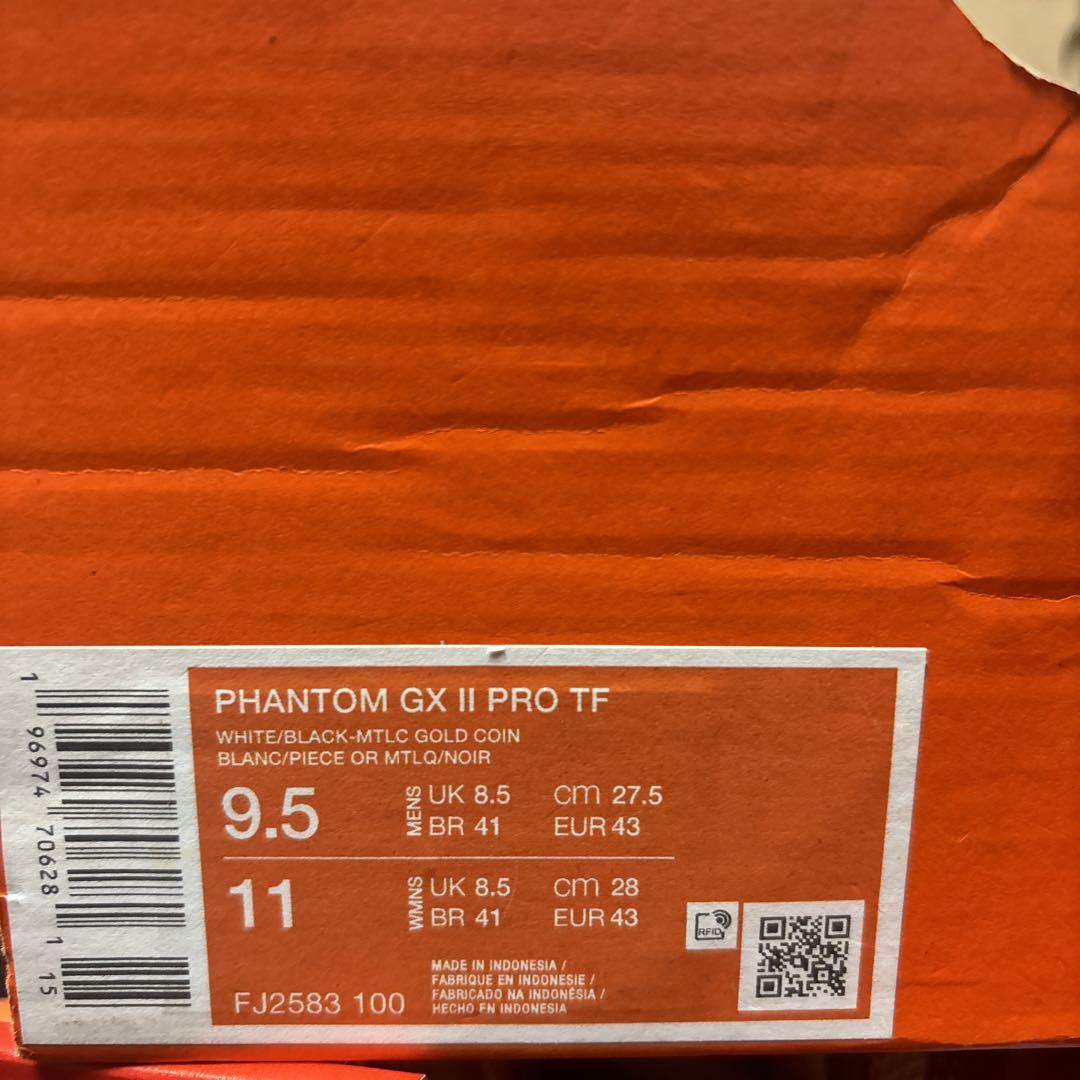 PHANTOM GX II PRO TF
WHITE/BLACK-MTLC GOLD COIN
BLANC/PIECE OR MTLQ/NOIR
9.5 MENS UK 8.5 cm 27.5
BR 41 EUR 43
11 WMNS UK 8.5 cm 28
BR 41 EUR 43
RFID
MADE IN INDONESIA /
FABRIQUE EN INDONESIE /
FABRICADO NA INDONÉSIA /
HECHO EN INDONESIA
FJ2583 100
1 96974 70628 1 15